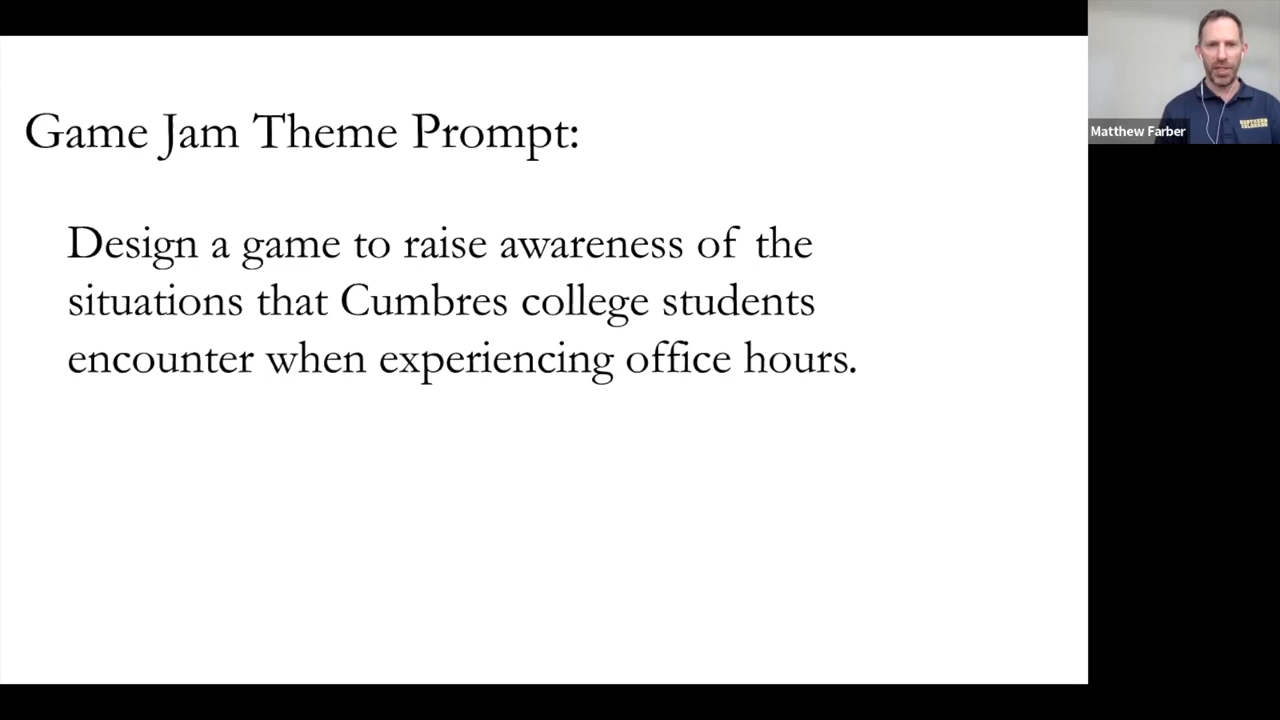 Game Jam Theme Prompt:
Design a game to raise awareness of the
situations that Cumbres college students
encounter when experiencing office hours.
Matthew Farber